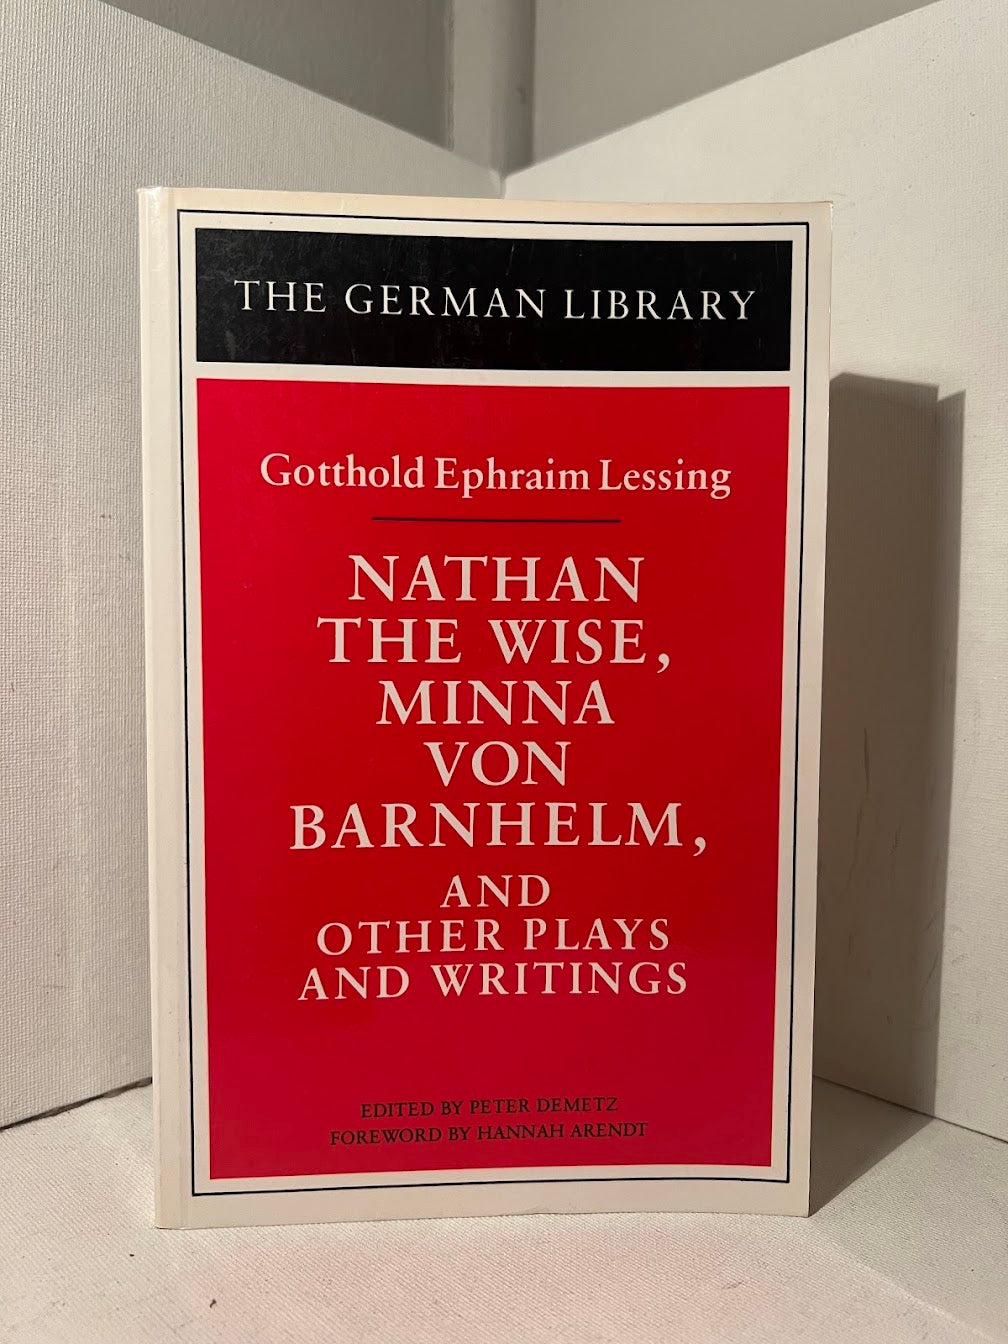 THE GERMAN LIBRARY
Gotthold Ephraim Lessing
NATHAN
THE WISE,
MINNA
VON
BARNHELM,
AND
OTHER PLAYS
AND WRITINGS
EDITED BY PETER DEMETZ
FOREWORD BY HANNAH ARENDT